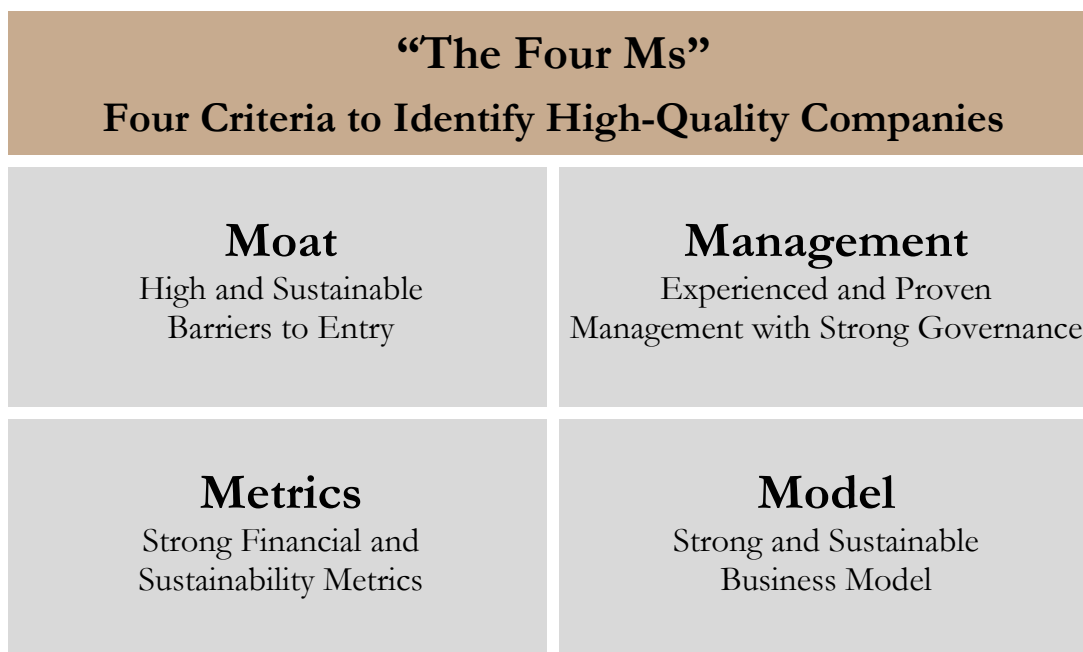 “The Four Ms”
Four Criteria to Identify High-Quality Companies
Moat
High and Sustainable
Barriers to Entry
Management
Experienced and Proven
Management with Strong Governance
Metrics
Strong Financial and
Sustainability Metrics
Model
Strong and Sustainable
Business Model